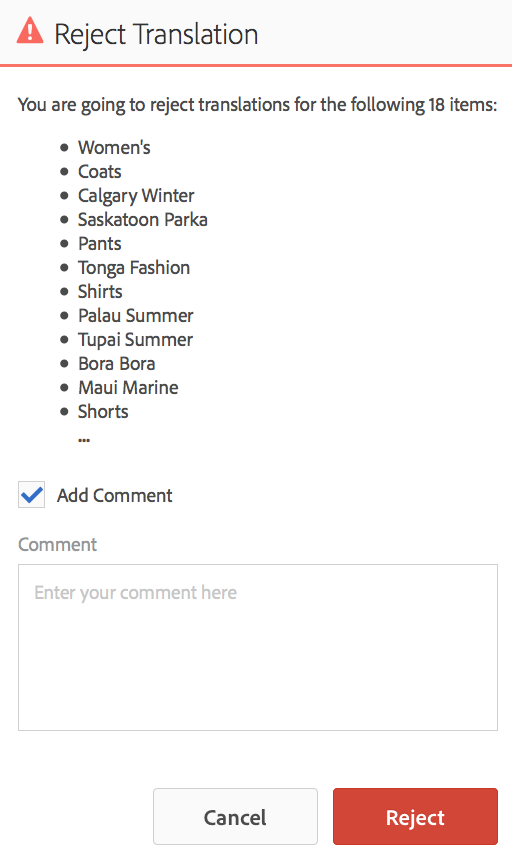 Reject Translation
You are going to reject translations for the following 18 items:
Women's
Coats
Calgary Winter
Saskatoon Parka
Pants
Tonga Fashion
Shirts
Palau Summer
Tupai Summer
Bora Bora
Maui Marine
Shorts
...
Add Comment
Comment
Enter your comment here
Cancel
Reject